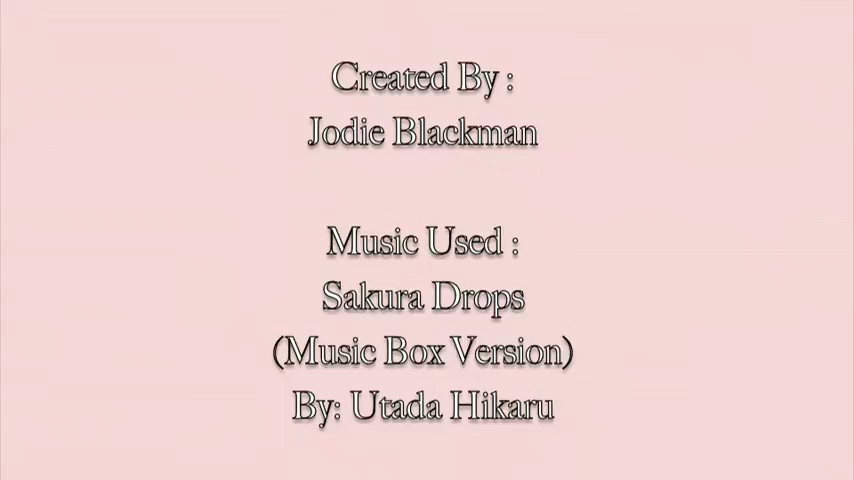 Created By :
Jodie Blackman
Music Used :
Sakura Drops
(Music Box Version)
By: Utada Hikaru